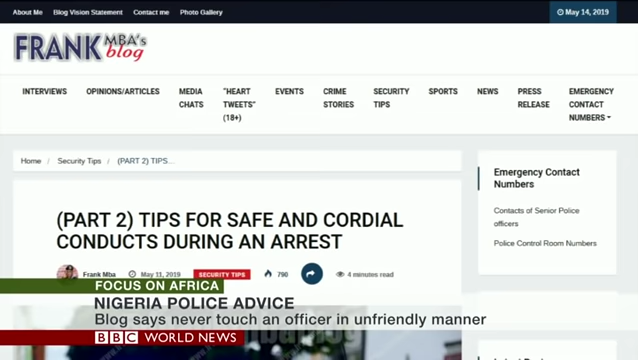 About Me Blog Vision Statement Contact me Photo Gallery May 14, 2019
FRANK MBA's blog
INTERVIEWS OPINIONS/ARTICLES MEDIA CHATS "HEART TWEETS" (18+) EVENTS CRIME STORIES SECURITY TIPS SPORTS NEWS PRESS RELEASE EMERGENCY CONTACT NUMBERS
Home / Security Tips / (PART 2) TIPS...
(PART 2) TIPS FOR SAFE AND CORDIAL
CONDUCTS DURING AN ARREST
Frank Mba May 11, 2019 SECURITY TIPS 790 4 minutes read
Emergency Contact
Numbers
Contacts of Senior Police
officers
Police Control Room Numbers
FOCUS ON AFRICA
NIGERIA POLICE ADVICE
Blog says never touch an officer in unfriendly manner
BBC WORLD NEWS